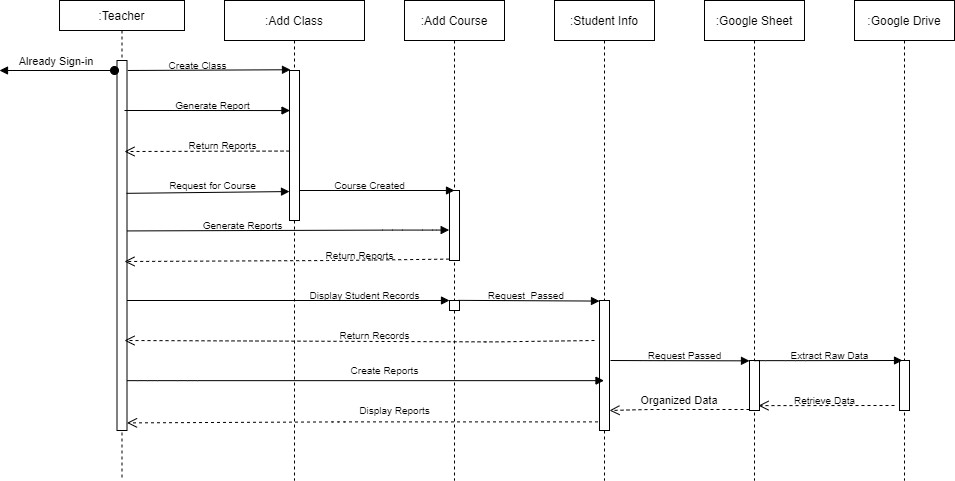 :Teacher
:Add Class
:Add Course
:Student Info
:Google Sheet
:Google Drive
Already Sign-in
Create Class
Generate Report
Return Reports
Request for Course
Course Created
Generate Reports
Return Reports
Display Student Records
Request Passed
Return Records
Request Passed
Extract Raw Data
Create Reports
Organized Data
Retrieve Data
Display Reports